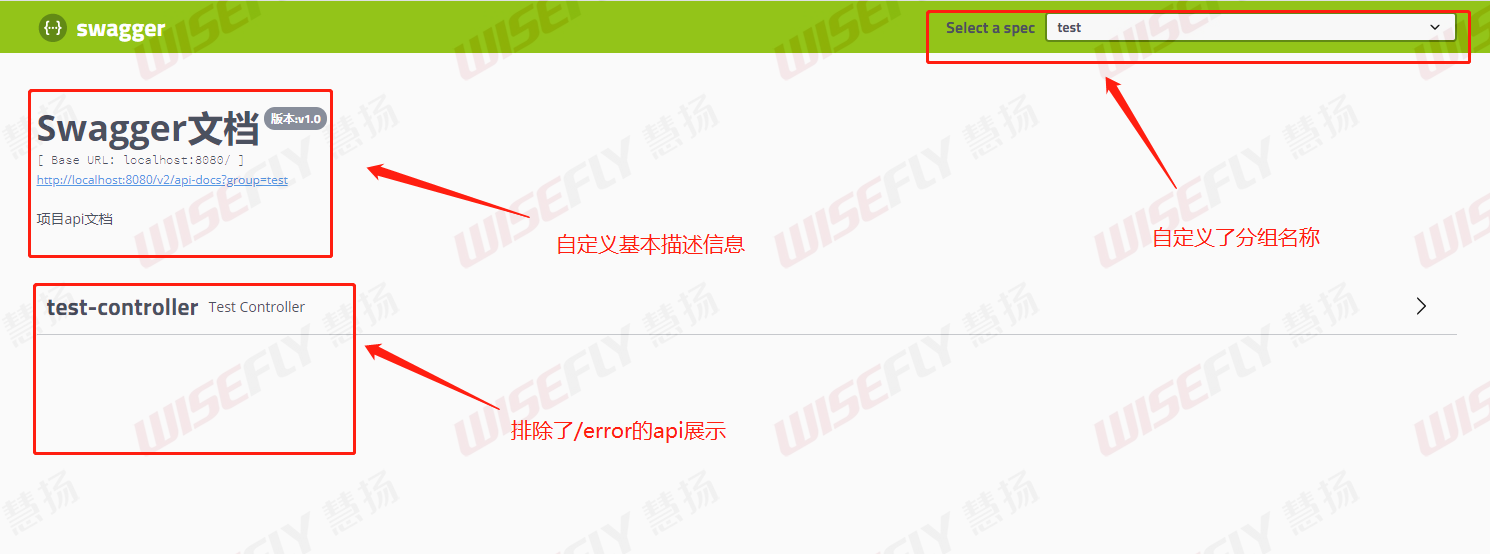 swagger
Select a spec
test
Swagger文档
版本:v1.0
[ Base URL: localhost:8080/ ]
http://localhost:8080/v2/api-docs?group=test
项目api文档
自定义基本描述信息
自定义了分组名称
test-controller Test Controller
排除了/error的api展示
WISEFLY 慧扬